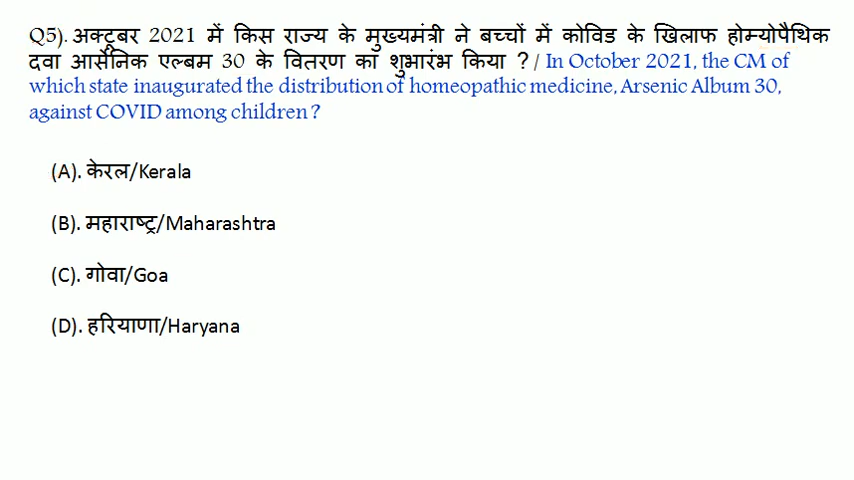 Q5). अक्टूबर 2021 में किस राज्य के मुख्यमंत्री ने बच्चों में कोविड के खिलाफ होम्योपैथिक
दवा आर्सेनिक एल्बम 30 के वितरण का शुभारंभ किया ? / In October 2021, the CM of
which state inaugurated the distribution of homeopathic medicine, Arsenic Album 30,
against COVID among children ?
(A). केरल/Kerala
(B). महाराष्ट्र/Maharashtra
(C). गोवा/Goa
(D). हरियाणा/Haryana